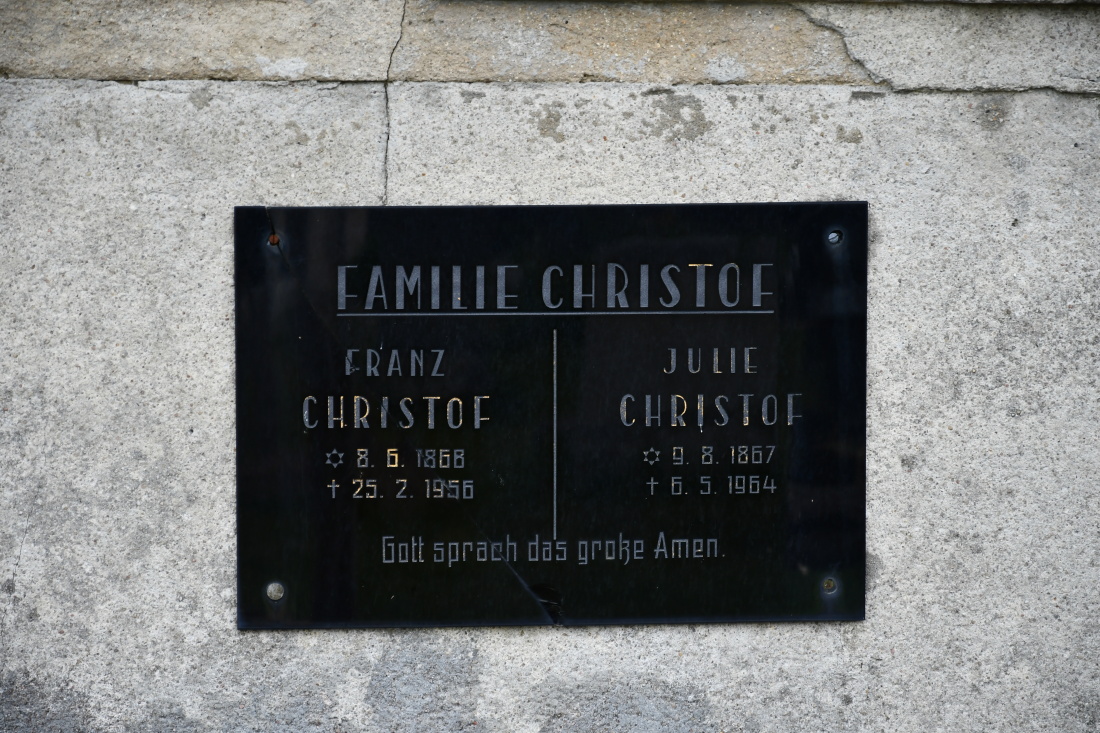 FAMILIE CHRISTOF
FRANZ
CHRISTOF
✡ 8. 6. 1868
† 25. 2. 1956
JULIE
CHRISTOF
✡ 9. 8. 1867
† 6. 5. 1964
Gott sprach das große Amen.